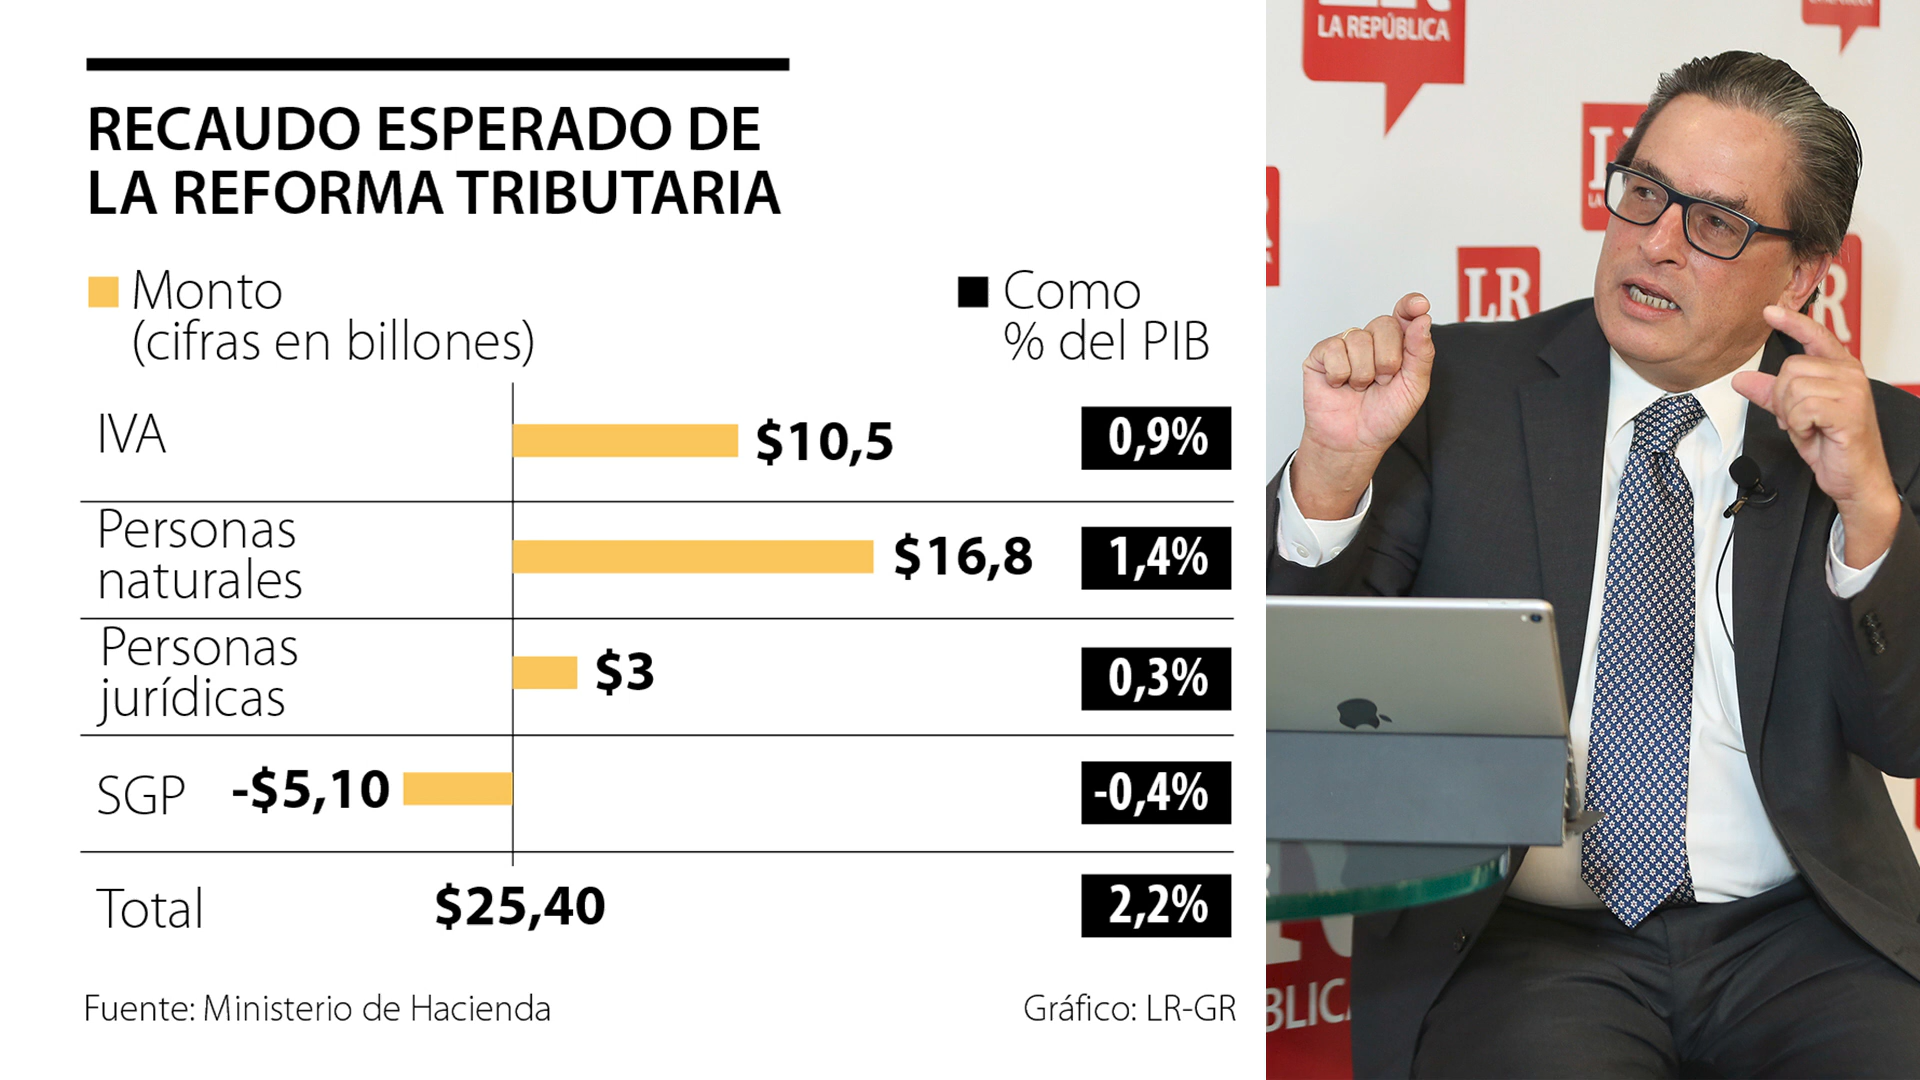 RECAUDO ESPERADO DE
LA REFORMA TRIBUTARIA
Monto
(cifras en billones)
Como
% del PIB
IVA
$10,5
0,9%
Personas
naturales
$16,8
1,4%
Personas
jurídicas
$3
0,3%
SGP
-$5,10
-0,4%
Total
$25,40
2,2%
Fuente: Ministerio de Hacienda
Gráfico: LR-GR
LA REPÚBLICA
LR